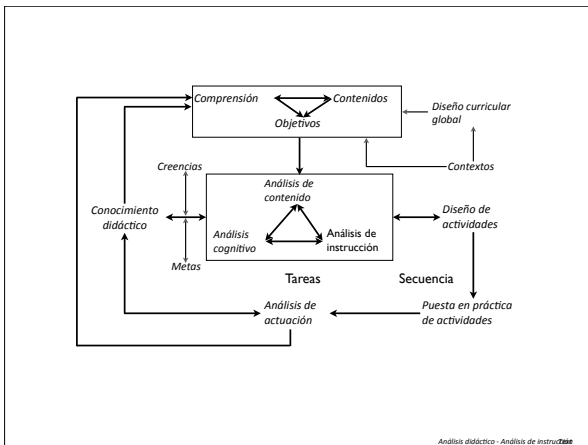 Comprensión Contenidos
Objetivos
Diseño curricular
global
Creencias
Contextos
Análisis de
contenido
Conocimiento
didáctico
Diseño de
actividades
Análisis
cognitivo
Análisis de
instrucción
Metas
Tareas
Secuencia
Análisis de
actuación
Puesta en práctica
de actividades
Análisis didáctico - Análisis de